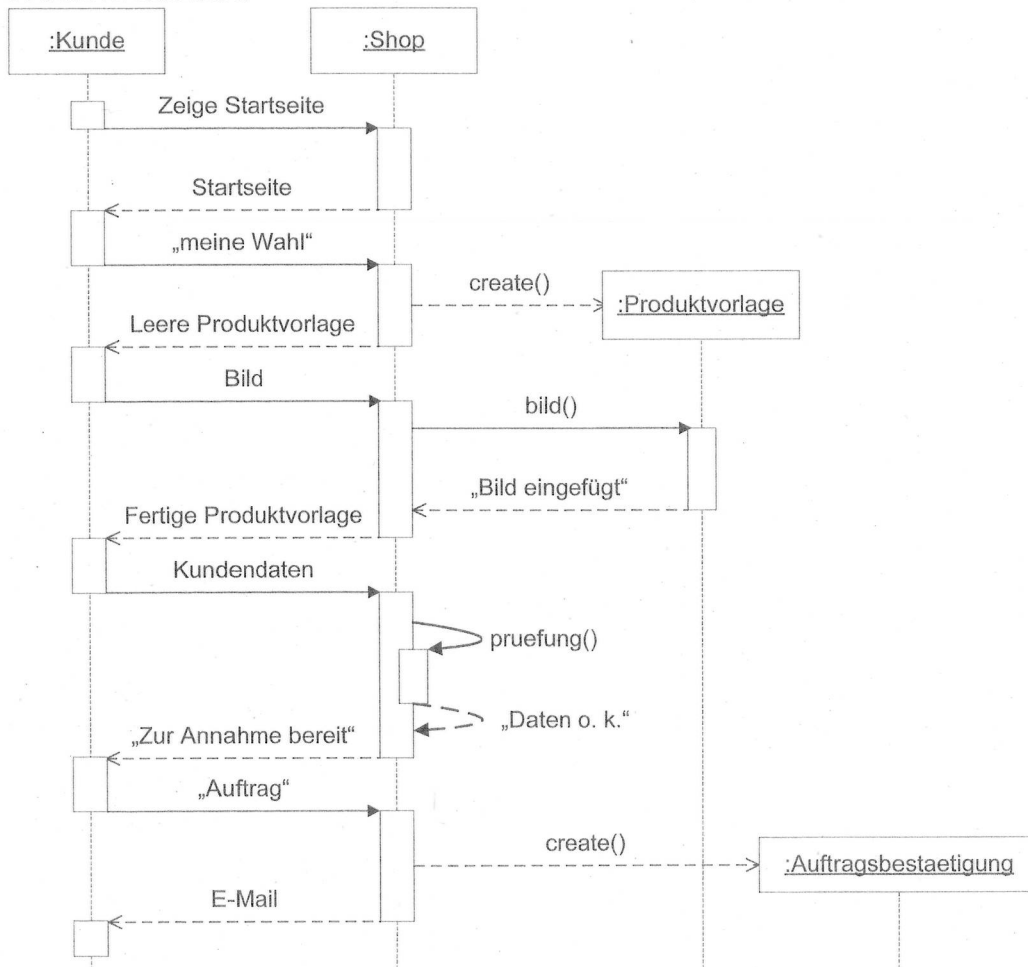 :Kunde
:Shop
Zeige Startseite
Startseite
„meine Wahl“
create()
:Produktvorlage
Leere Produktvorlage
Bild
bild()
„Bild eingefügt“
Fertige Produktvorlage
Kundendaten
pruefung()
„Daten o. k.“
„Zur Annahme bereit“
„Auftrag“
create()
:Auftragsbestaetigung
E-Mail